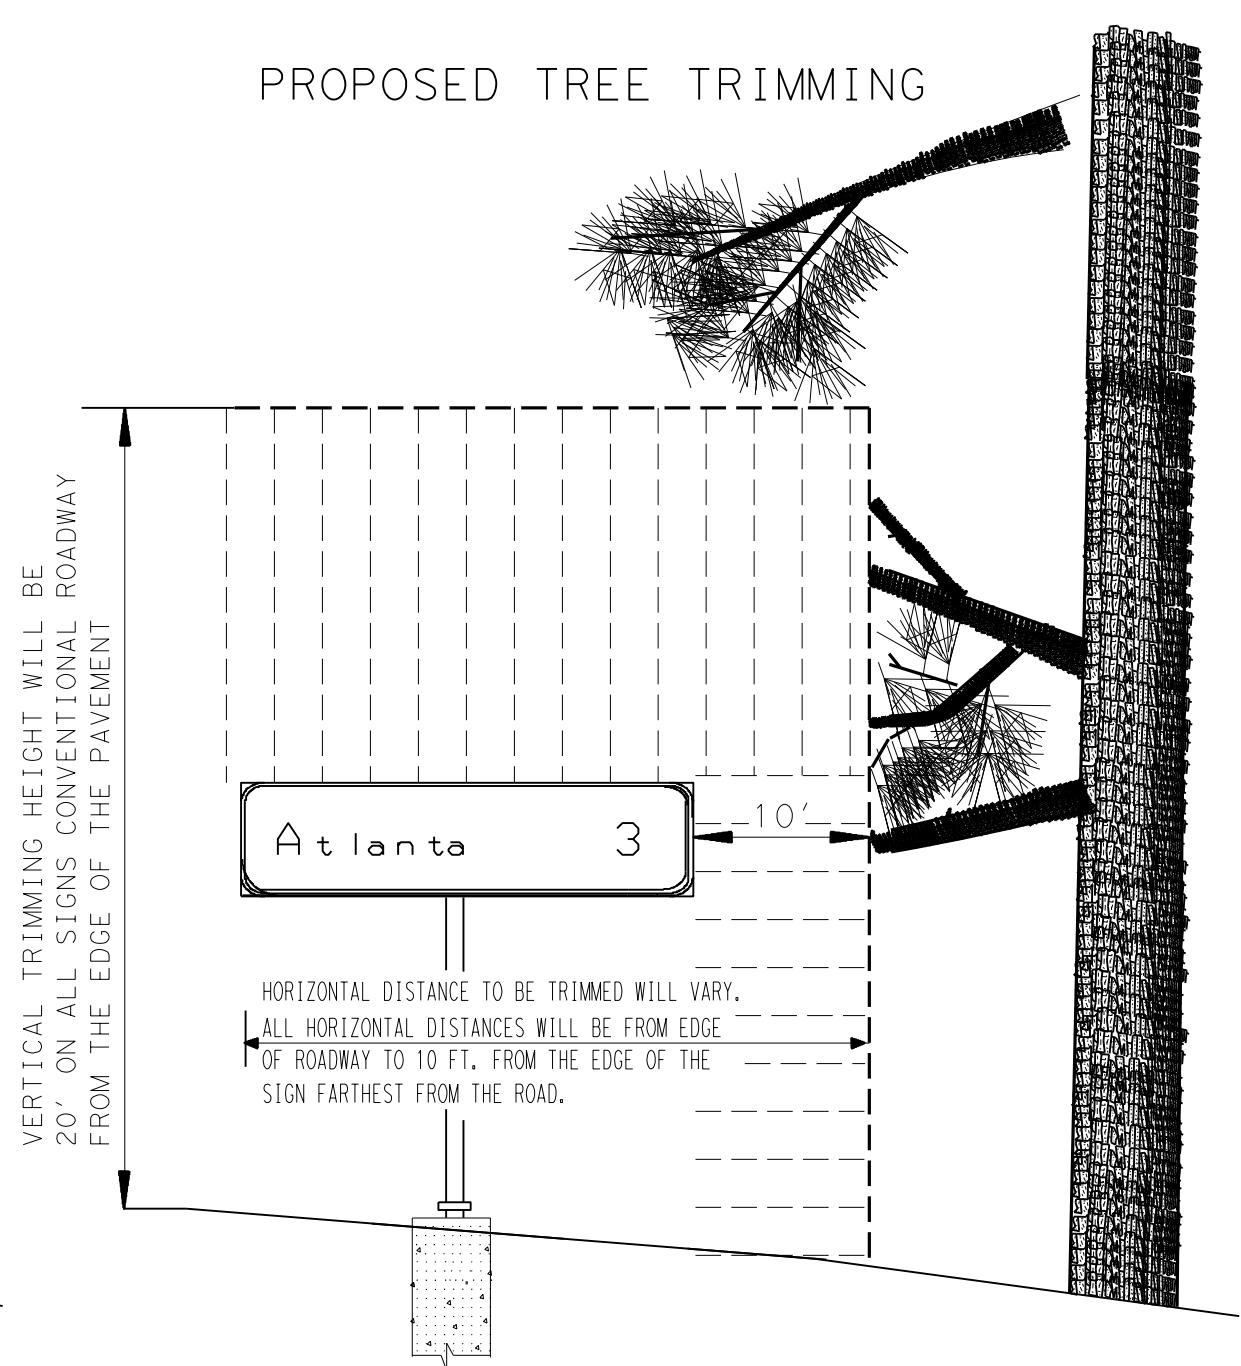 PROPOSED TREE TRIMMING
VERTICAL TRIMMING HEIGHT WILL BE
20' ON ALL SIGNS CONVENTIONAL ROADWAY
FROM THE EDGE OF THE PAVEMENT
Atlanta 3
10'
HORIZONTAL DISTANCE TO BE TRIMMED WILL VARY.
ALL HORIZONTAL DISTANCES WILL BE FROM EDGE
OF ROADWAY TO 10 FT. FROM THE EDGE OF THE
SIGN FARTHEST FROM THE ROAD.